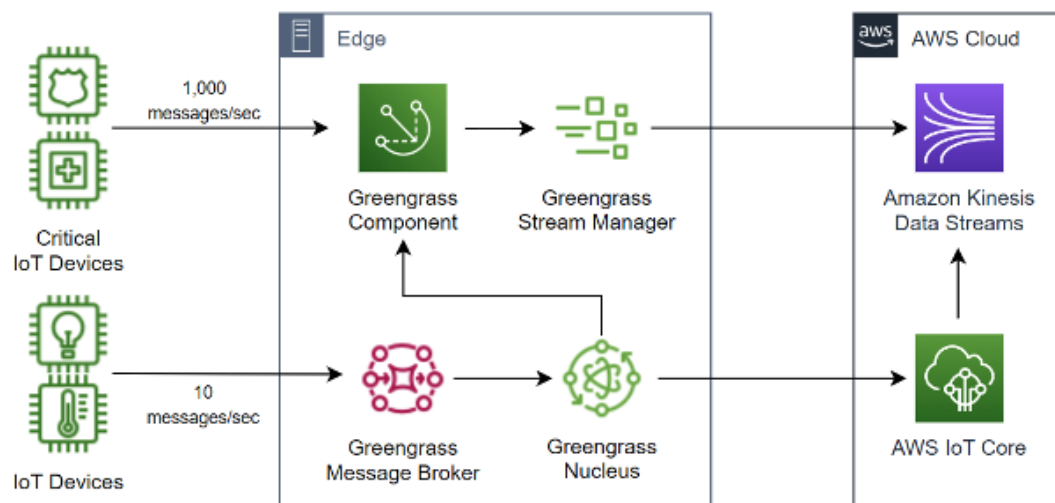 Edge
aws
AWS Cloud
1,000
messages/sec
Greengrass
Component
Greengrass
Stream Manager
Amazon Kinesis
Data Streams
Critical
IoT Devices
10
messages/sec
Greengrass
Message Broker
Greengrass
Nucleus
AWS IoT Core
IoT Devices